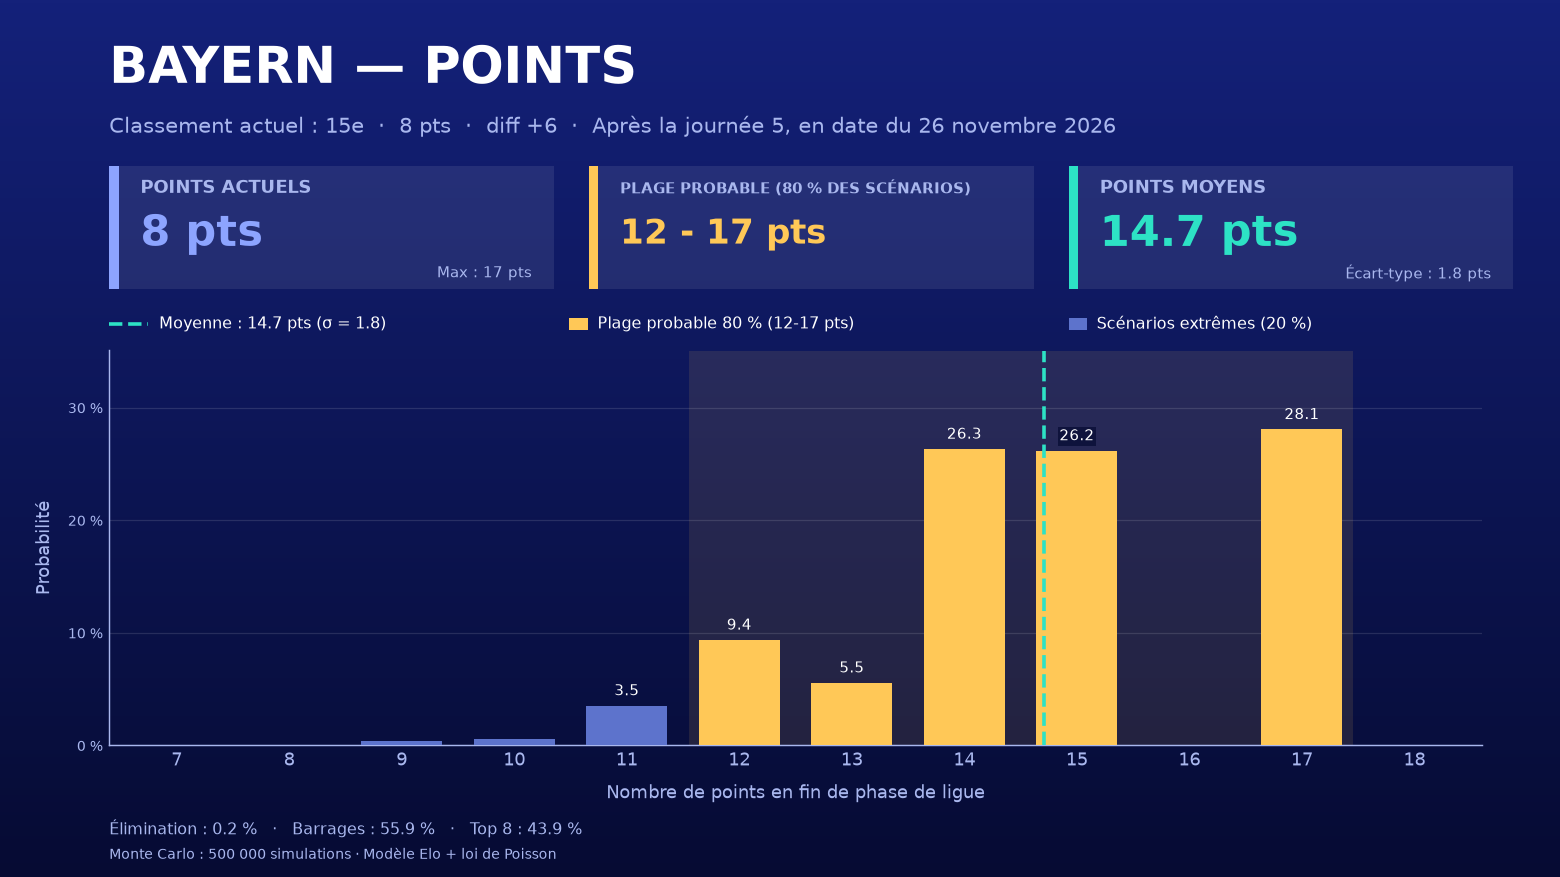 BAYERN — POINTS
Classement actuel : 15e · 8 pts · diff +6 · Après la journée 5, en date du 26 novembre 2026
POINTS ACTUELS
8 pts
Max : 17 pts
PLAGE PROBABLE (80 % DES SCÉNARIOS)
12 - 17 pts
POINTS MOYENS
14.7 pts
Écart-type : 1.8 pts
Moyenne : 14.7 pts (σ = 1.8)
Plage probable 80 % (12-17 pts)
Scénarios extrêmes (20 %)
Probabilité
30 %
20 %
10 %
0 %
3.5
9.4
5.5
26.3
26.2
28.1
7 8 9 10 11 12 13 14 15 16 17 18
Nombre de points en fin de phase de ligue
Élimination : 0.2 % · Barrages : 55.9 % · Top 8 : 43.9 %
Monte Carlo : 500 000 simulations · Modèle Elo + loi de Poisson